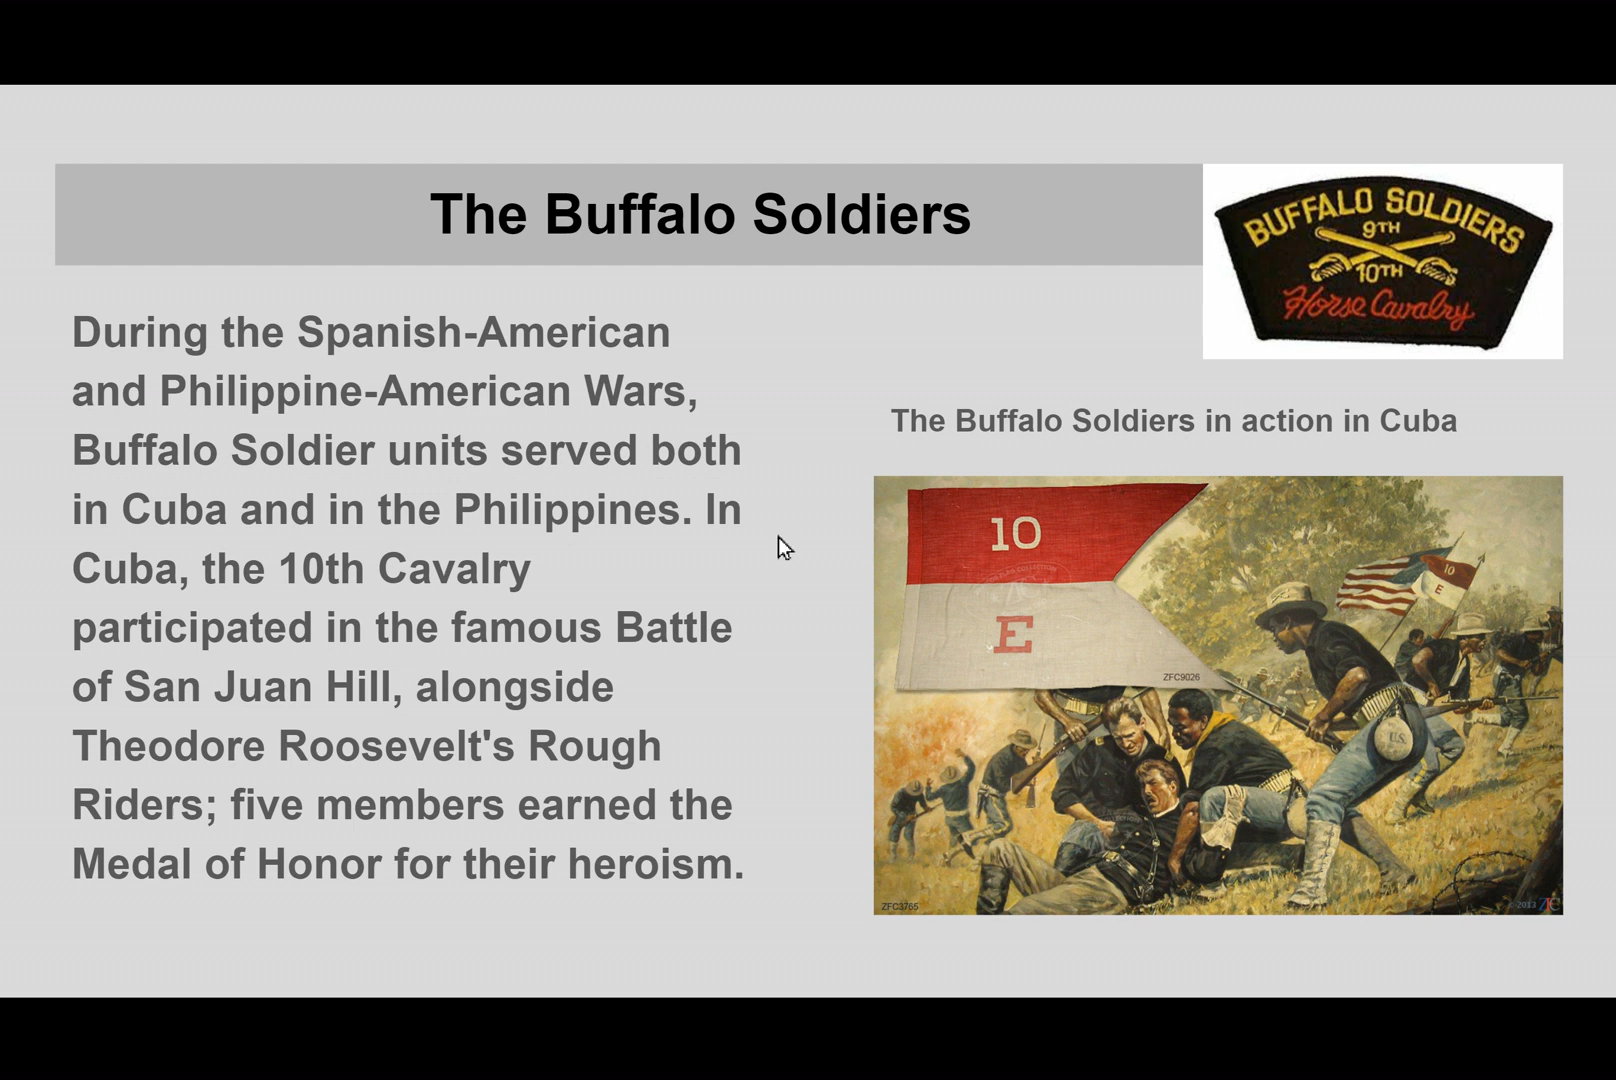 The Buffalo Soldiers
BUFFALO SOLDIERS
9TH
10TH
Horse Cavalry
During the Spanish-American
and Philippine-American Wars,
Buffalo Soldier units served both
in Cuba and in the Philippines. In
Cuba, the 10th Cavalry
participated in the famous Battle
of San Juan Hill, alongside
Theodore Roosevelt's Rough
Riders; five members earned the
Medal of Honor for their heroism.
The Buffalo Soldiers in action in Cuba
10
E
ZFC9026
10
E
U.S.
ZFC3765
© 2013 ZFC